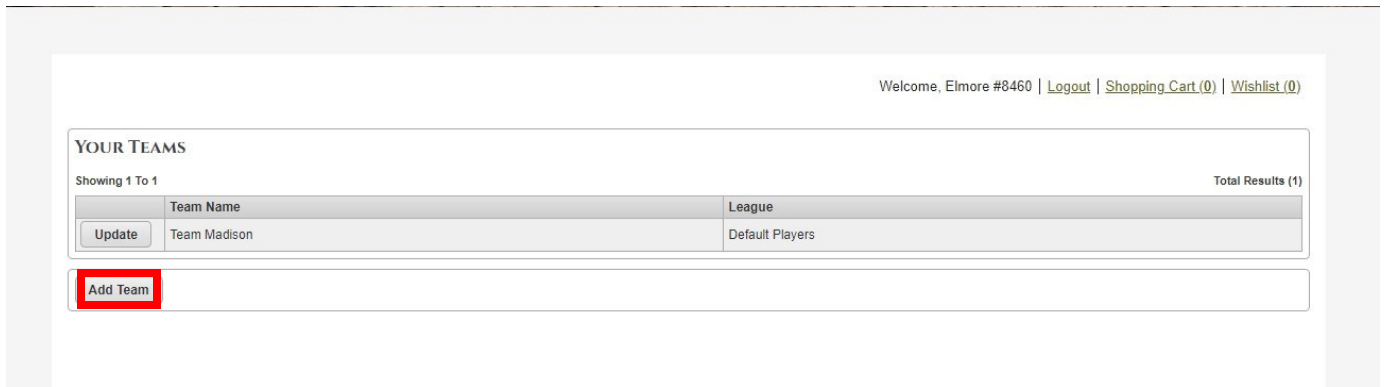 Welcome, Elmore #8460 | Logout | Shopping Cart (0) | Wishlist (0)
YOUR TEAMS
Showing 1 To 1 Total Results (1)
Team Name League
Update Team Madison Default Players
Add Team